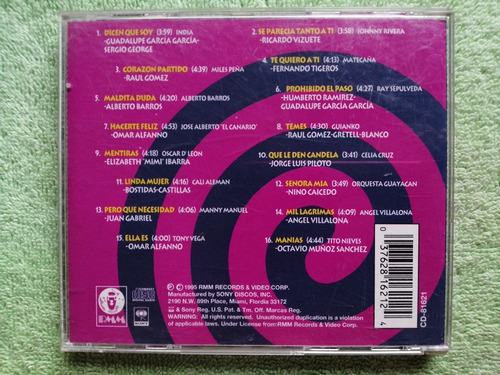 1. DICEN QUE SOY (3:59) INDIA
-GUADALUPE GARCIA GARCIA-
SERGIO GEORGE
2. SE PARECIA TANTO A TI (3:58) JOHNNY RIVERA
-RICARDO VIZUETE
3. CORAZON PARTIDO (4:39) MILES PEÑA
-RAUL GOMEZ
4. TE QUIERO A TI (4:13) MATECAÑA
-FERNANDO TIGEROS
5. MALDITA DUDA (4:20) ALBERTO BARROS
-ALBERTO BARROS
6. PROHIBIDO EL PASO (4:27) RAY SEPULVEDA
-HUMBERTO RAMIREZ-
GUADALUPE GARCIA GARCIA
7. HACERTE FELIZ (4:53) JOSE ALBERTO "EL CANARIO"
-OMAR ALFANNO
8. TEMES (4:30) GUIANKO
-RAUL GOMEZ-GRETELL-BLANCO
9. MENTIRAS (4:18) OSCAR D' LEON
-ELIZABETH "MIMI" IBARRA
10. QUE LE DEN CANDELA (3:41) CELIA CRUZ
-JORGE LUIS PILOTO
11. LINDA MUJER (4:16) CALI ALEMAN
-BOSTIDAS-CASTILLAS
12. SEÑORA MIA (3:49) ORQUESTA GUAYACAN
-NINO CAICEDO
13. PERO QUE NECESIDAD (4:06) MANNY MANUEL
-JUAN GABRIEL
14. MIL LAGRIMAS (4:09) ANGEL VILLALONA
-ANGEL VILLALONA
15. ELLA ES (4:00) TONY VEGA
-OMAR ALFANNO
16. MANIAS (4:44) TITO NIEVES
-OCTAVIO MUÑOZ SANCHEZ
RMM
COMPACT
disc
DIGITAL AUDIO
SONY
© 1995 RMM RECORDS & VIDEO CORP.
Manufactured by SONY DISCOS, INC.
2190 N.W. 89th Place, Miami, Florida 33172
& Sony Reg. U.S. Pat. & Tm. Off. Marcas Reg.
WARNING: All rights reserved. Unauthorized duplication is a violation
of applicable laws. Under License from:RMM Records & Video Corp.
0 37628 16212 4
CD-81621